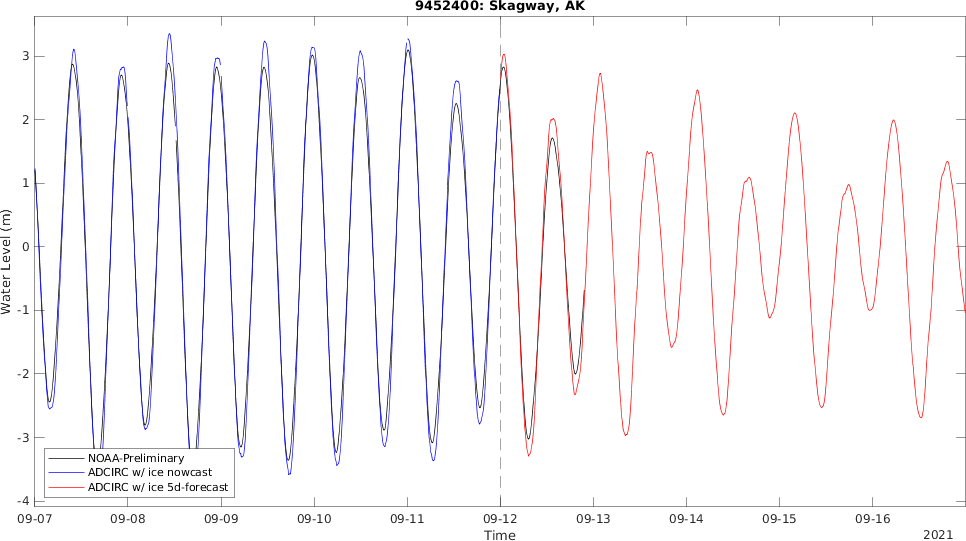 9452400: Skagway, AK
3
2
1
0
-1
-2
-3
-4
Water Level (m)
NOAA-Preliminary
ADCIRC w/ ice nowcast
ADCIRC w/ ice 5d-forecast
09-07 09-08 09-09 09-10 09-11 09-12 09-13 09-14 09-15 09-16
Time
2021